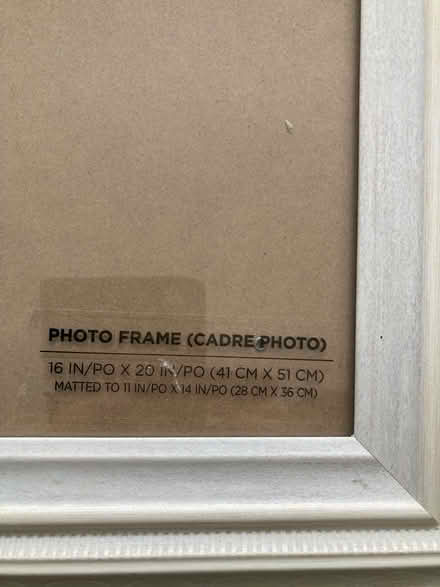 PHOTO FRAME (CADRE PHOTO)
16 IN/PO X 20 IN/PO (41 CM X 51 CM)
MATTED TO 11 IN/PO X 14 IN/PO (28 CM X 36 CM)